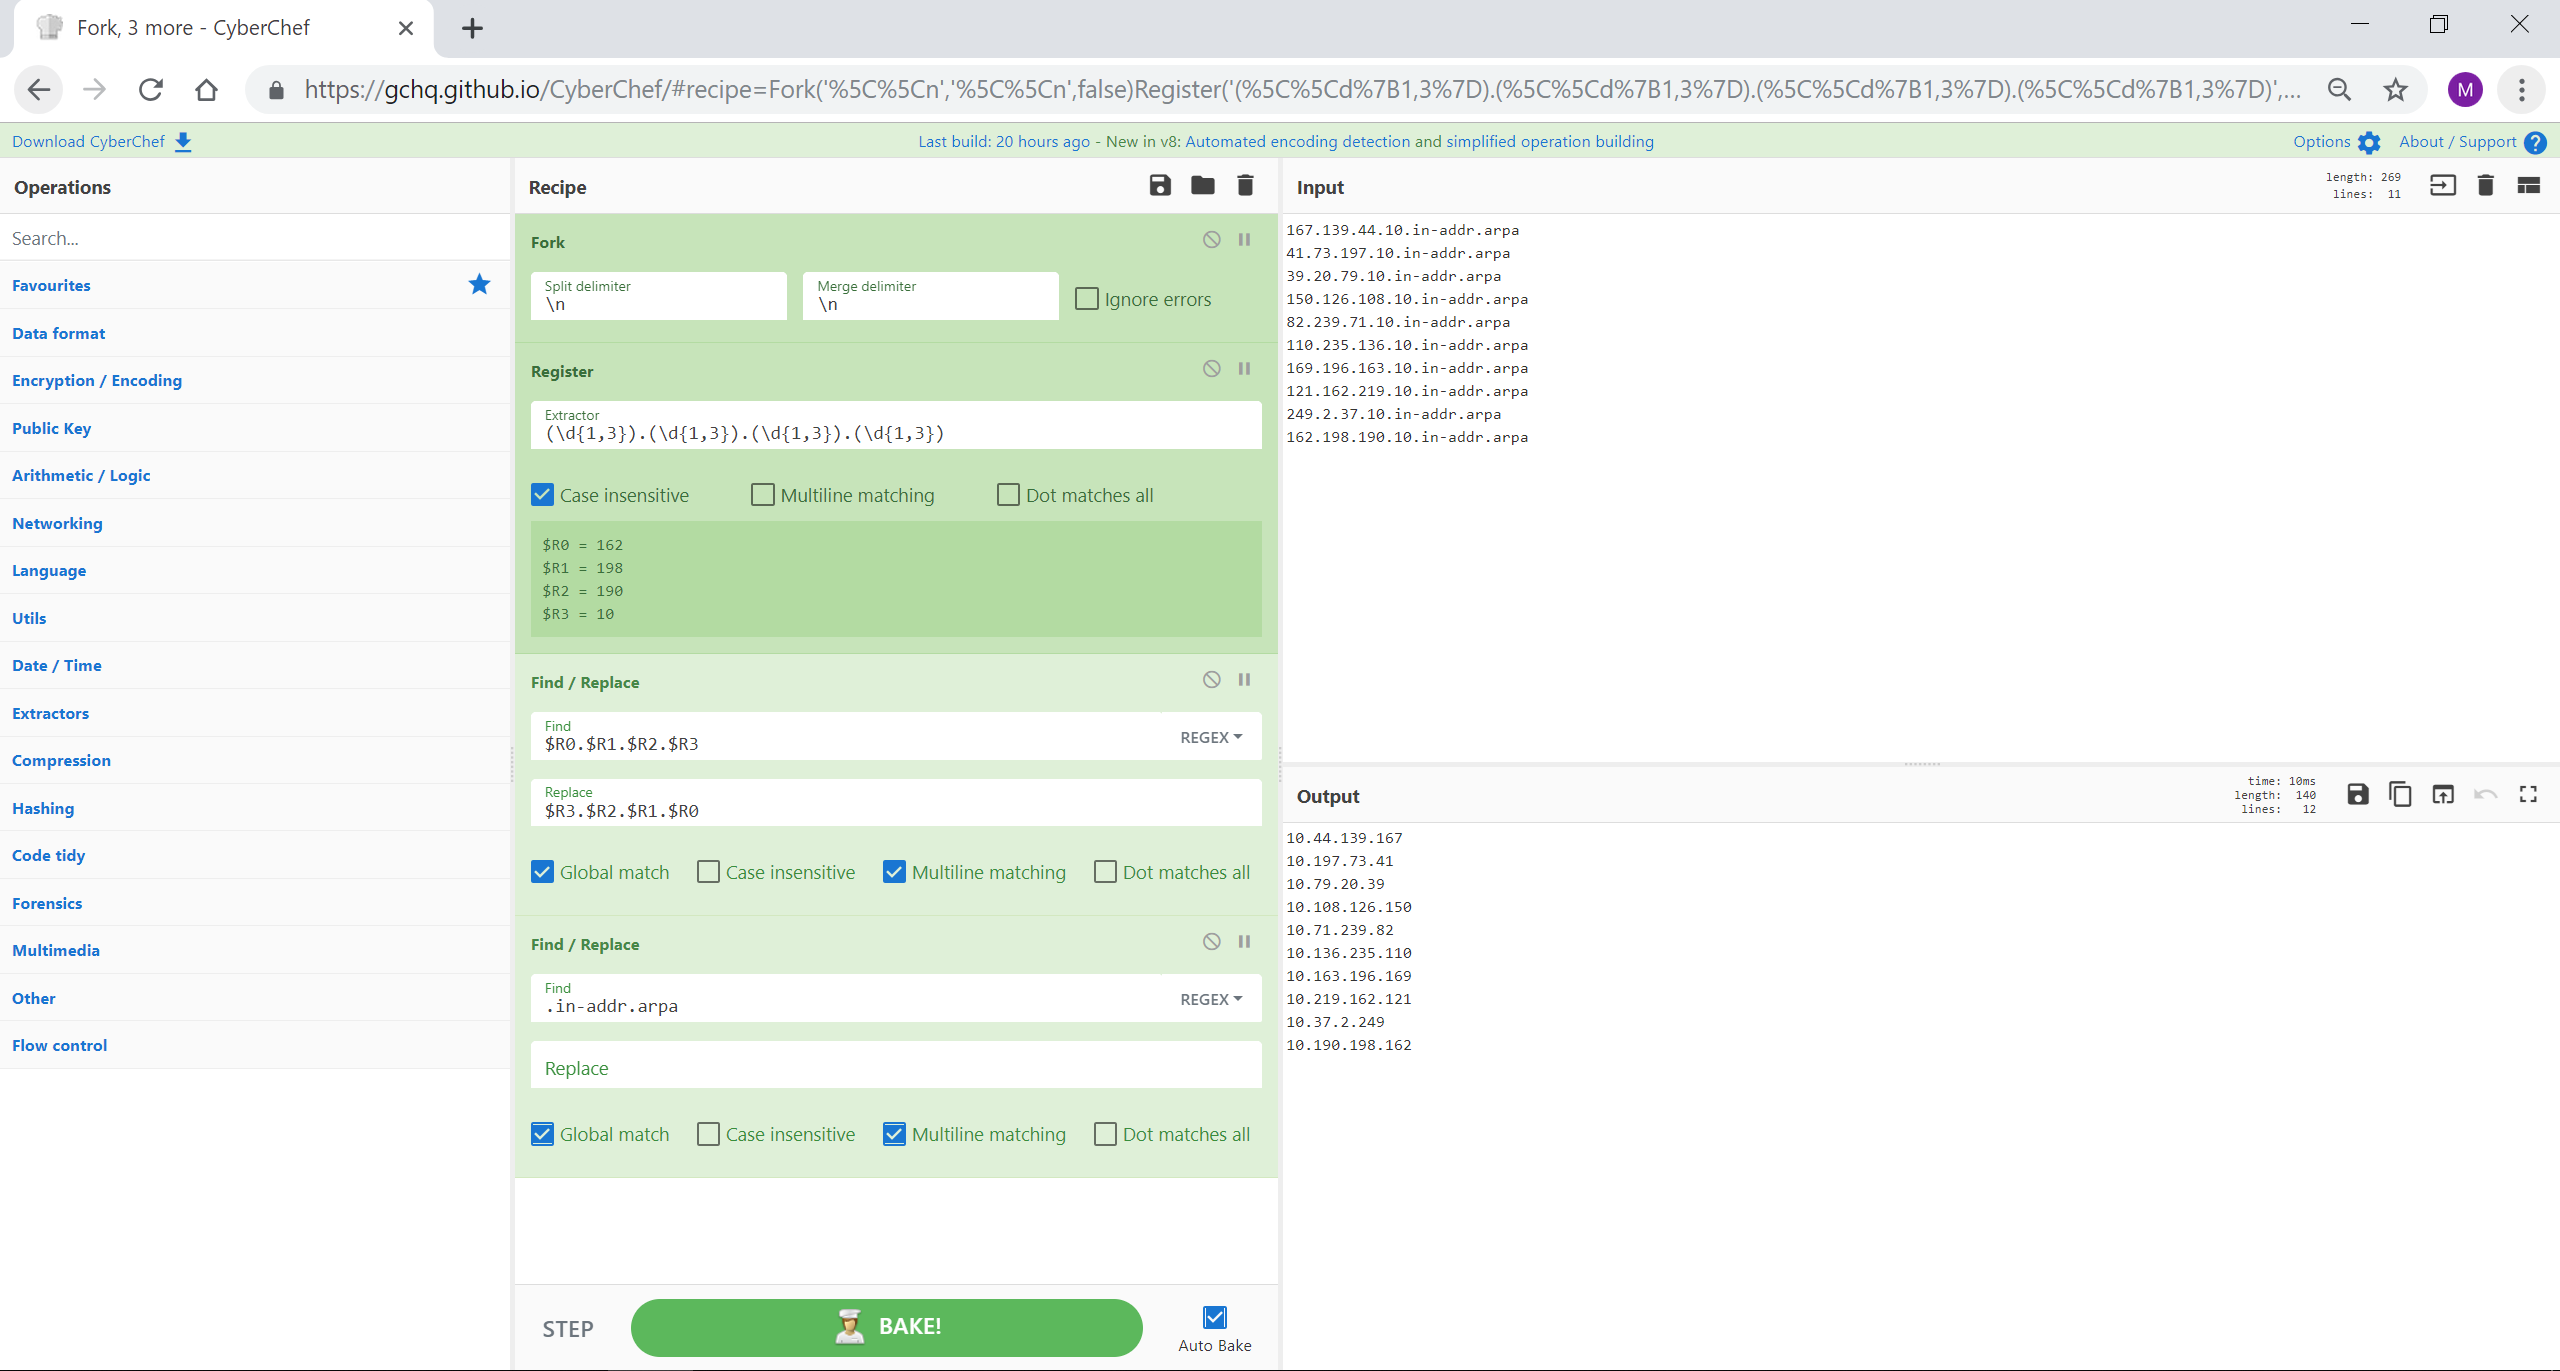 Fork, 3 more - CyberChef
https://gchq.github.io/CyberChef/#recipe=Fork('%5C%5Cn','%5C%5Cn',false)Register('(%5C%5Cd%7B1,3%7D).(%5C%5Cd%7B1,3%7D).(%5C%5Cd%7B1,3%7D).(%5C%5Cd%7B1,3%7D)',...
M
Download CyberChef
Last build: 20 hours ago - New in v8: Automated encoding detection and simplified operation building
Options
About / Support
Operations
Search...
Favourites
Data format
Encryption / Encoding
Public Key
Arithmetic / Logic
Networking
Language
Utils
Date / Time
Extractors
Compression
Hashing
Code tidy
Forensics
Multimedia
Other
Flow control
Recipe
Fork
Split delimiter
\n
Merge delimiter
\n
Ignore errors
Register
Extractor
(\d{1,3}).(\d{1,3}).(\d{1,3}).(\d{1,3})
Case insensitive
Multiline matching
Dot matches all
$R0 = 162
$R1 = 198
$R2 = 190
$R3 = 10
Find / Replace
Find
$R0.$R1.$R2.$R3
REGEX
Replace
$R3.$R2.$R1.$R0
Global match
Case insensitive
Multiline matching
Dot matches all
Find / Replace
Find
.in-addr.arpa
REGEX
Replace
Global match
Case insensitive
Multiline matching
Dot matches all
STEP
BAKE!
Auto Bake
Input
length: 269
lines: 11
167.139.44.10.in-addr.arpa
41.73.197.10.in-addr.arpa
39.20.79.10.in-addr.arpa
150.126.108.10.in-addr.arpa
82.239.71.10.in-addr.arpa
110.235.136.10.in-addr.arpa
169.196.163.10.in-addr.arpa
121.162.219.10.in-addr.arpa
249.2.37.10.in-addr.arpa
162.198.190.10.in-addr.arpa
Output
time: 10ms
length: 140
lines: 12
10.44.139.167
10.197.73.41
10.79.20.39
10.108.126.150
10.71.239.82
10.136.235.110
10.163.196.169
10.219.162.121
10.37.2.249
10.190.198.162